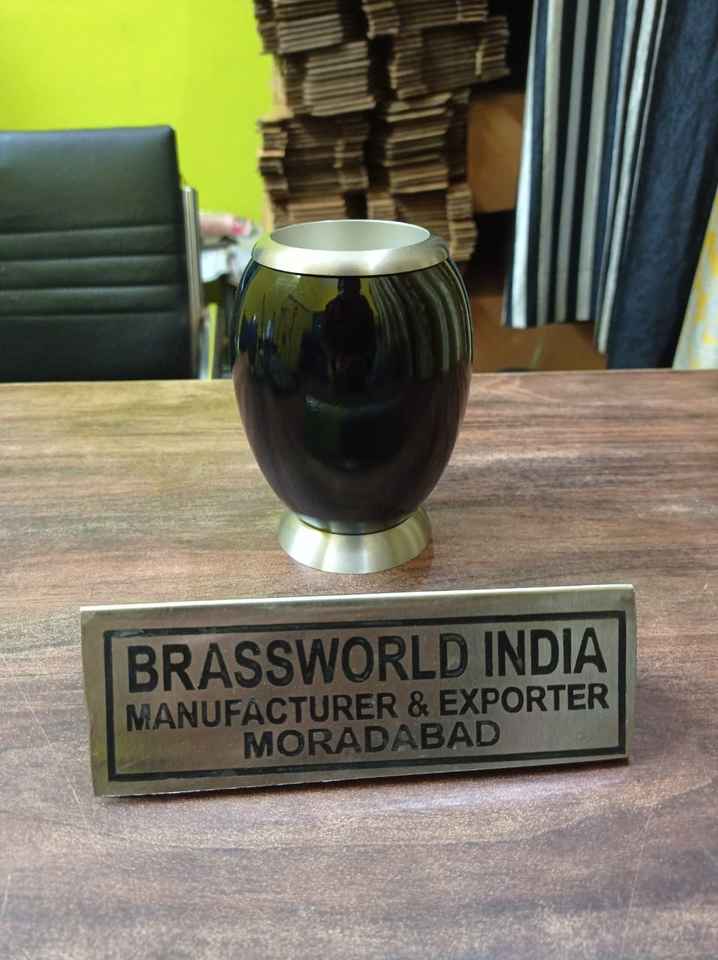 BRASSWORLD INDIA
MANUFACTURER & EXPORTER
MORADABAD